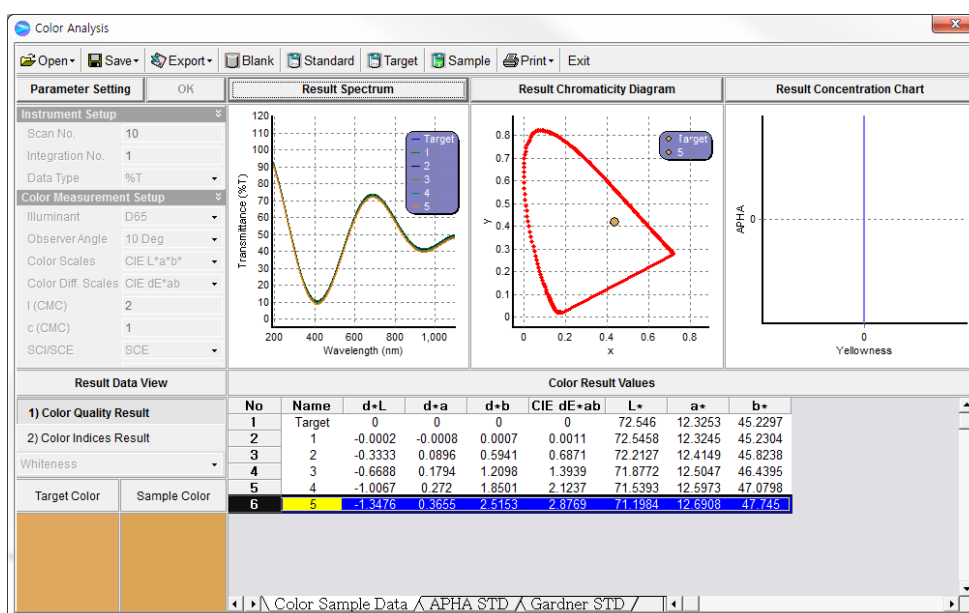 Color Analysis
Open Save Export Blank Standard Target Sample Print Exit
Parameter Setting OK Result Spectrum Result Chromaticity Diagram Result Concentration Chart
Instrument Setup
Scan No. 10
Integration No. 1
Data Type %T
Color Measurement Setup
Illuminant D65
Observer Angle 10 Deg
Color Scales CIE L*a*b*
Color Diff. Scales CIE dE*ab
l (CMC) 2
c (CMC) 1
SCI/SCE SCE
Transmittance (%T)
120
110
100
90
80
70
60
50
40
30
20
10
0
200 400 600 800 1,000
Wavelength (nm)
Target
1
2
3
4
5
y
0.8
0.7
0.6
0.5
0.4
0.3
0.2
0.1
0
0 0.2 0.4 0.6 0.8
x
Target
5
APHA
0
0
Yellowness
Result Data View Color Result Values
1) Color Quality Result
2) Color Indices Result
Whiteness
Target Color Sample Color
No Name d*L d*a d*b CIE dE*ab L* a* b*
1 Target 0 0 0 0 72.546 12.3253 45.2297
2 1 -0.0002 -0.0008 0.0007 0.0011 72.5458 12.3245 45.2304
3 2 -0.3333 0.0896 0.5941 0.6871 72.2127 12.4149 45.8238
4 3 -0.6688 0.1794 1.2098 1.3939 71.8772 12.5047 46.4395
5 4 -1.0067 0.272 1.8501 2.1237 71.5393 12.5973 47.0798
6 5 -1.3476 0.3655 2.5153 2.8769 71.1984 12.6908 47.745
Color Sample Data APHA STD Gardner STD